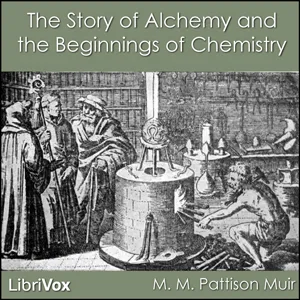 The Story of Alchemy and
the Beginnings of Chemistry
LibriVox
M. M. Pattison Muir